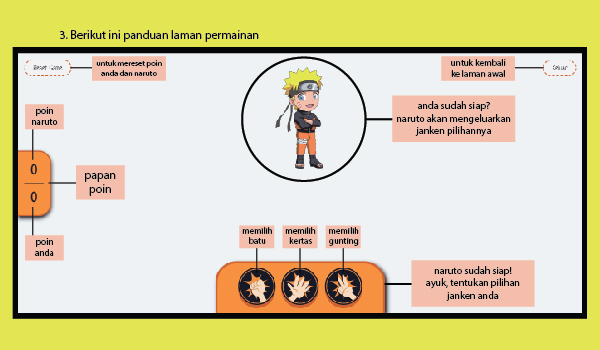 3. Berikut ini panduan laman permainan
Reset Game
untuk mereset poin
anda dan naruto
untuk kembali
ke laman awal
Keluar
poin
naruto
anda sudah siap?
naruto akan mengeluarkan
janken pilihannya
0
0
papan
poin
poin
anda
memilih
batu
memilih
kertas
memilih
gunting
naruto sudah siap!
ayuk, tentukan pilihan
janken anda